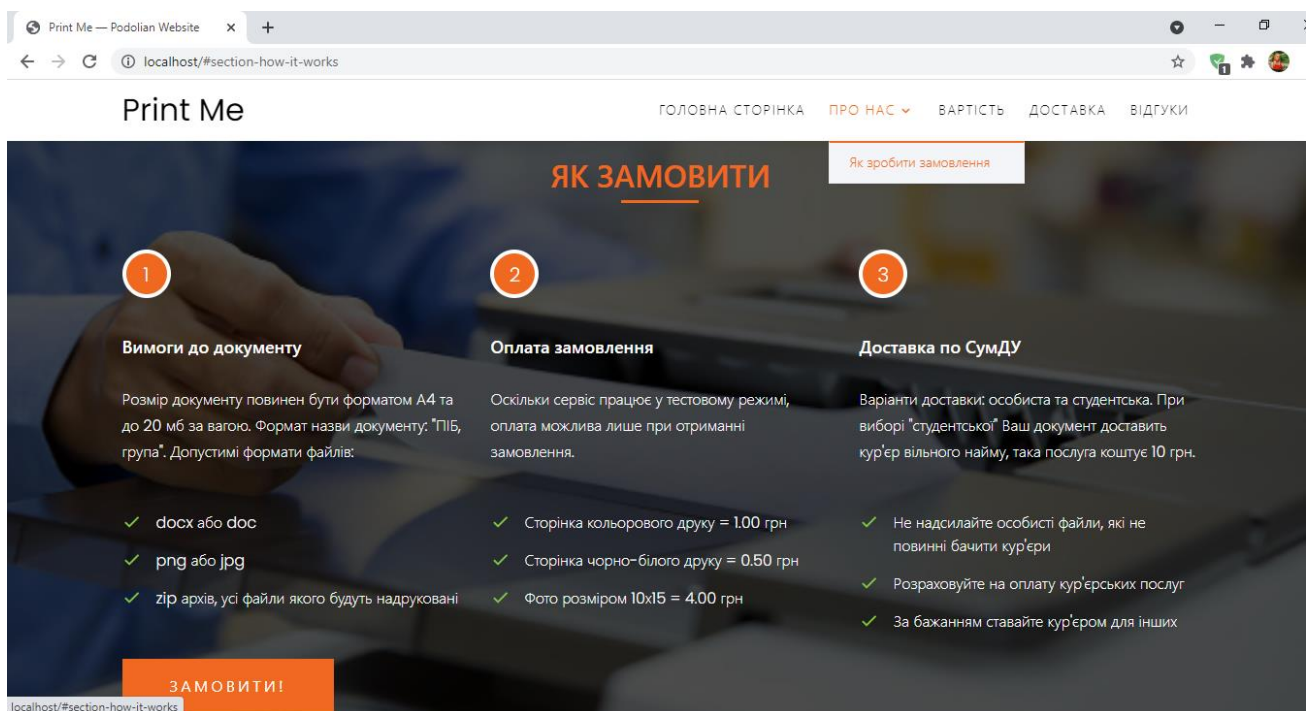 Print Me — Podolian Website
localhost/#section-how-it-works
1
Print Me
ГОЛОВНА СТОРІНКА
ПРО НАС
ВАРТІСТЬ
ДОСТАВКА
ВІДГУКИ
Як зробити замовлення
ЯК ЗАМОВИТИ
1
Вимоги до документу
Розмір документу повинен бути форматом А4 та
до 20 мб за вагою. Формат назви документу: "ПІБ,
група". Допустимі формати файлів:
docx або doc
png або jpg
zip архів, усі файли якого будуть надруковані
ЗАМОВИТИ!
2
Оплата замовлення
Оскільки сервіс працює у тестовому режимі,
оплата можлива лише при отриманні
замовлення.
Сторінка кольорового друку = 1.00 грн
Сторінка чорно-білого друку = 0.50 грн
Фото розміром 10x15 = 4.00 грн
3
Доставка по СумДУ
Варіанти доставки: особиста та студентська. При
виборі "студентської" Ваш документ доставить
кур'єр вільного найму, така послуга коштує 10 грн.
Не надсилайте особисті файли, які не
повинні бачити кур'єри
Розраховуйте на оплату кур'єрських послуг
За бажанням ставайте кур'єром для інших
localhost/#section-how-it-works